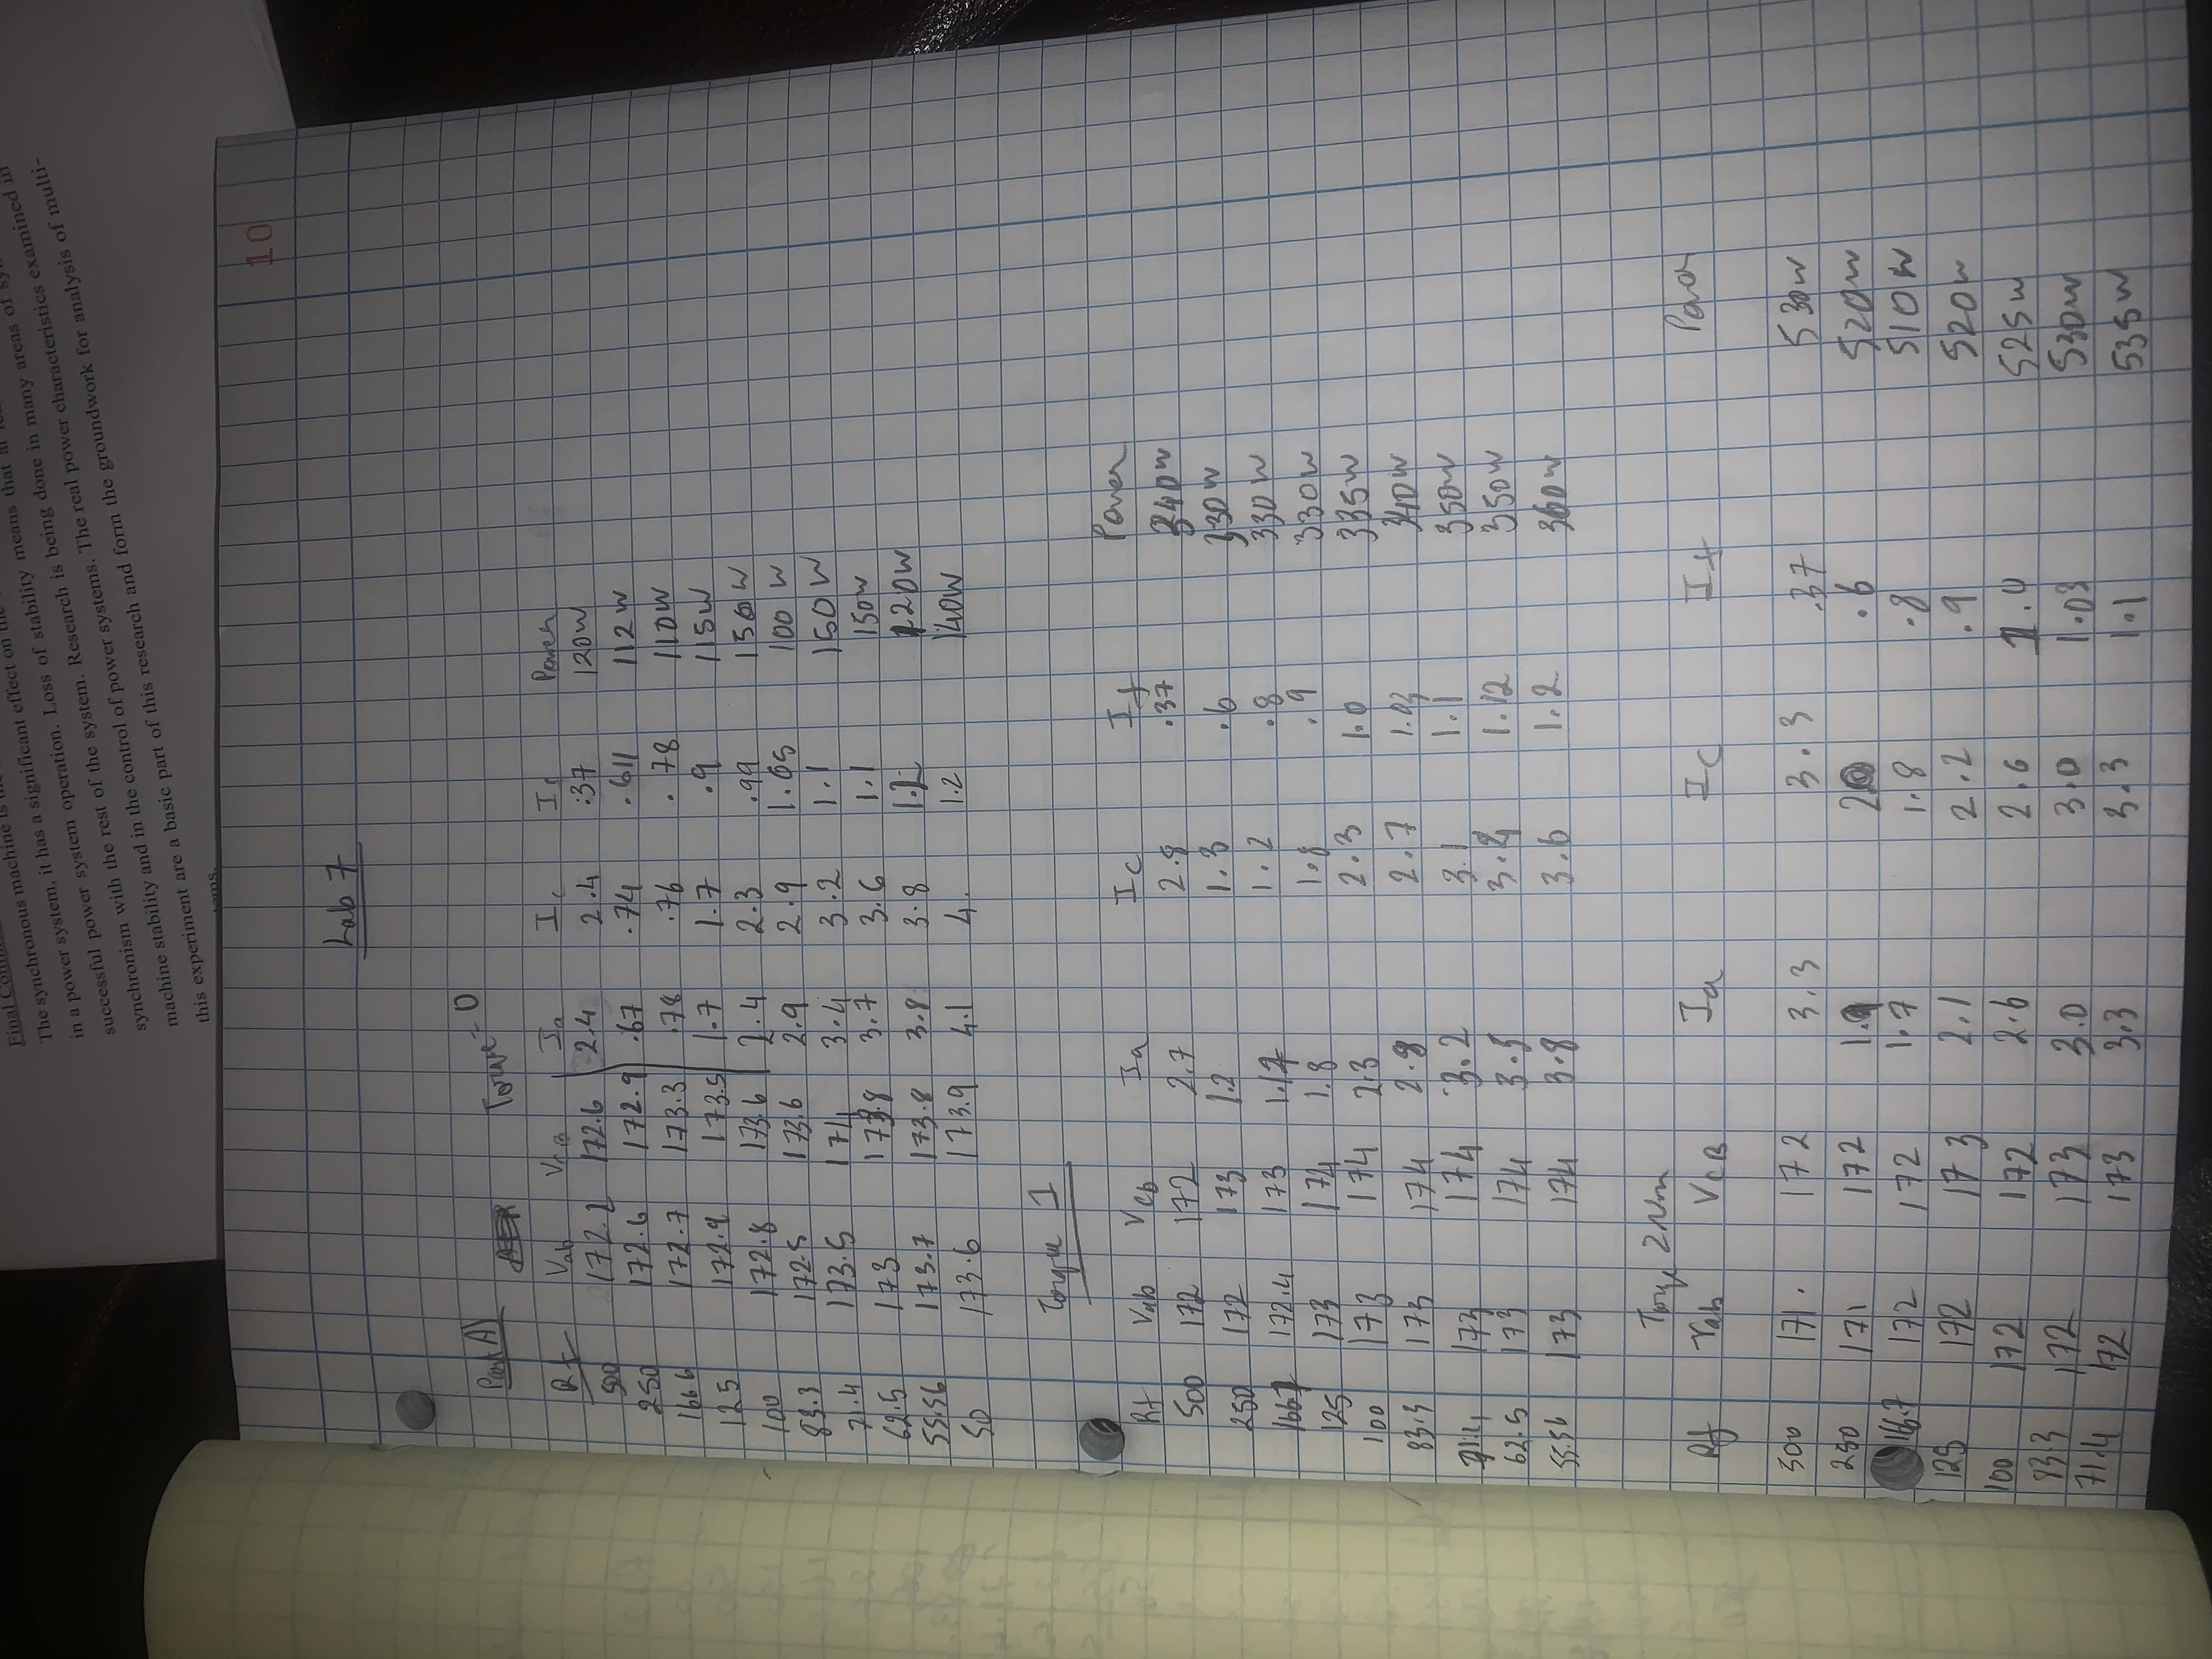 Final
The synchronous machine is
in a power system, it has a significant effect on the
successful power system operation. Loss of stability means that at
synchronism with the rest of the system. Research is being done in many areas of
machine stability and in the control of power systems. The real power characteristics examined in
this experiment are a basic part of this research and form the groundwork for analysis of multi-
10
Lab 7
Part A) Torque = 0
Rf Vab VCB Ia Ic If Power
500 172.2 172.6 2.4 2.4 .37 120W
250 172.6 172.9 .67 .74 .611 112W
166.6 172.7 173.3 .78 .76 .78 110W
125 172.9 173.5 1.7 1.7 .9 115W
100 172.8 173.6 2.4 2.3 .99 150W
83.3 172.5 173.6 2.9 2.9 1.05 100W
71.4 173.5 174 3.4 3.2 1.1 150W
62.5 173 173.8 3.7 3.6 1.1 150W
55.56 173.7 173.8 3.8 3.8 1.2 120W
50 173.6 173.9 4.1 4. 1.2 140W
Torque 1
Rf Vab Vcb Ia Ic If Power
500 172 172 2.7 2.8 .37 340W
250 172 173 1.2 1.3 .6 330W
166.7 172.4 173 1.17 1.2 .8 330W
125 173 174 1.8 1.8 .9 330W
100 173 174 2.3 2.3 1.0 335W
83.3 173 174 2.8 2.7 1.03 340W
71.4 173 174 3.2 3.1 1.1 350W
62.5 173 174 3.5 3.4 1.12 350W
55.56 173 174 3.8 3.6 1.2 360W
Torqe 2Nm
Rf Vab VCB Ia Ic If Power
500 171. 172 3.3 3.3 .37 530W
250 171 172 1.9 20 .6 520W
166.7 172 172 1.7 1.8 .8 510W
125 172 173 2.1 2.2 .9 520W
100 172 172 2.6 2.6 1.0 525W
83.3 172 173 3.0 3.0 1.03 530W
71.4 172 173 3.3 3.3 1.1 535W